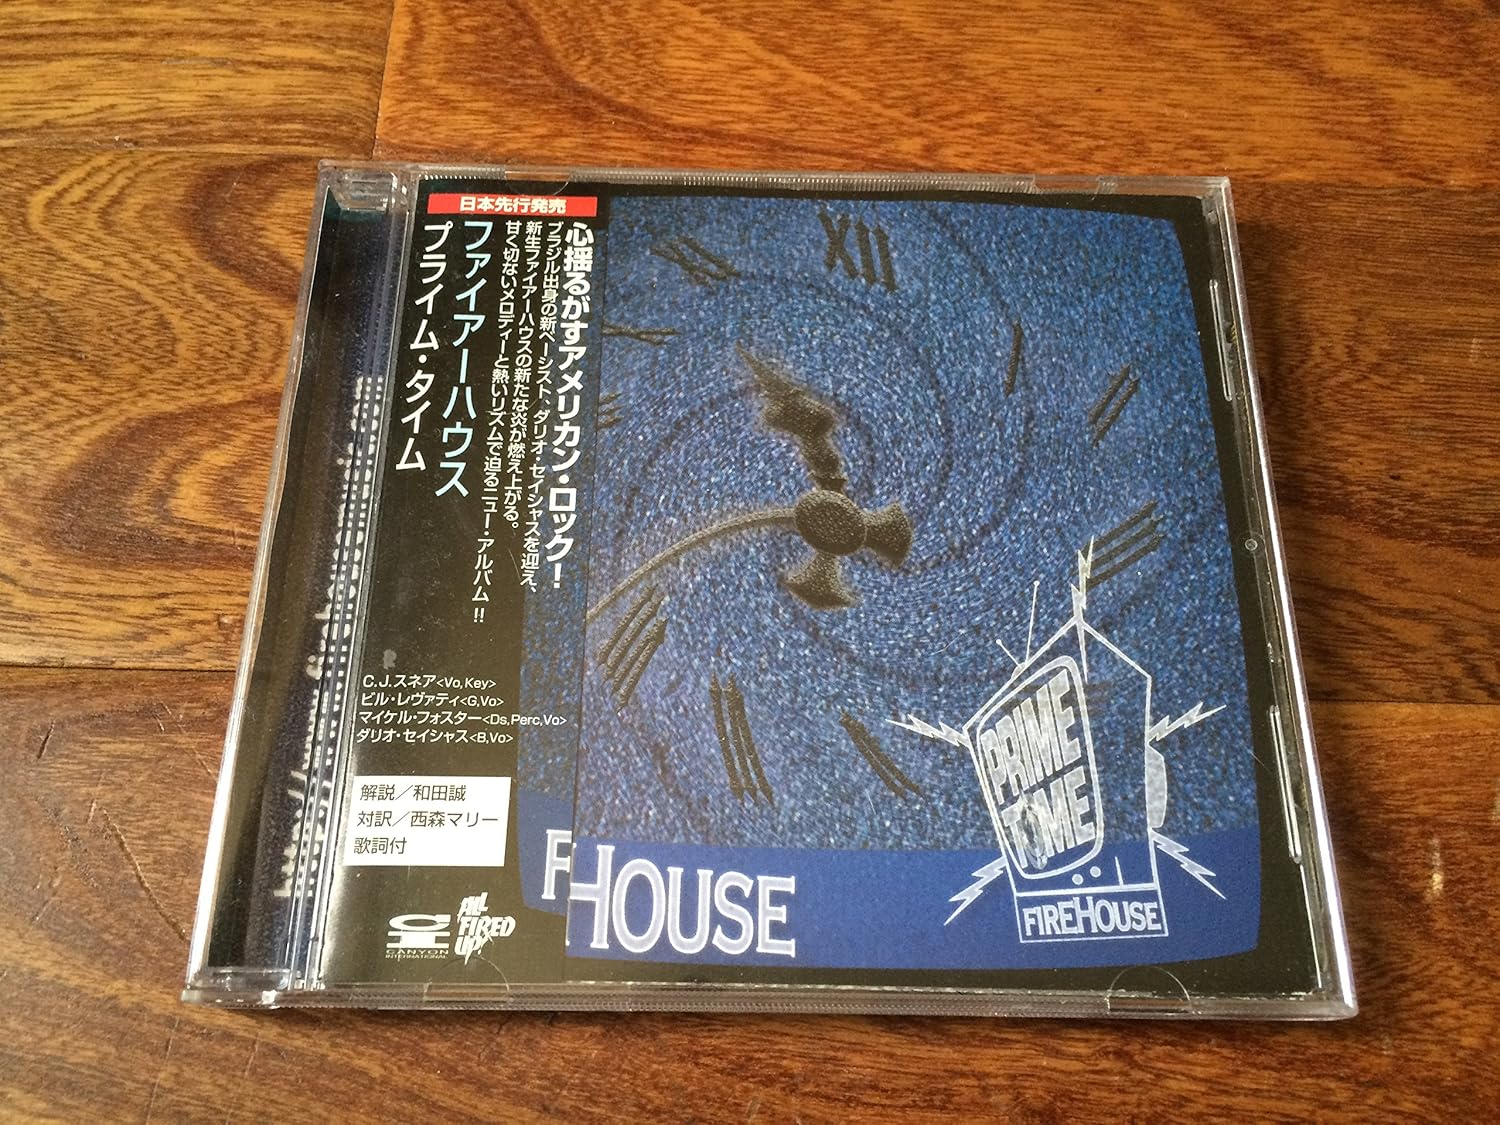 日本先行発売
心揺るがすアメリカン・ロック!
ブラジル出身の新ベーシスト、ダリオ・セイシャスを迎え、
新生ファイアーハウスの新たな炎が燃え上がる。
甘く切ないメロディーと熱いリズムで迫るニュー・アルバム!!
ファイアーハウス
プライム・タイム
C.J.スネア<Vo,Key>
ビル・レヴァティ<G,Vo>
マイケル・フォスター<Ds,Perc,Vo>
ダリオ・セイシャス<B,Vo>
解説/和田誠
対訳/西森マリー
歌詞付
CANYON
INTERNATIONAL
ALL
FIRED
UP!
XII
PRIME
TIME
FIREHOUSE
HOUSE